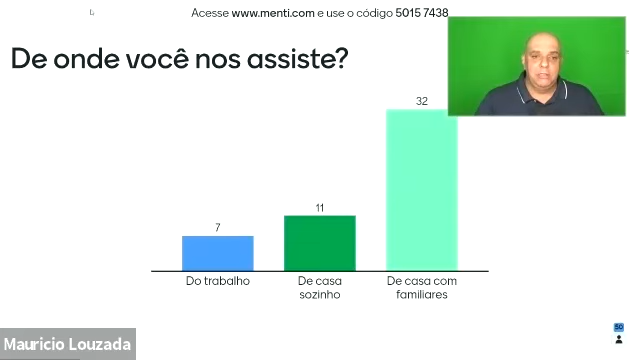 Acesse www.menti.com e use o código 5015 7438
De onde você nos assiste?
32
11
7
Do trabalho
De casa
sozinho
De casa com
familiares
50
Mauricio Louzada